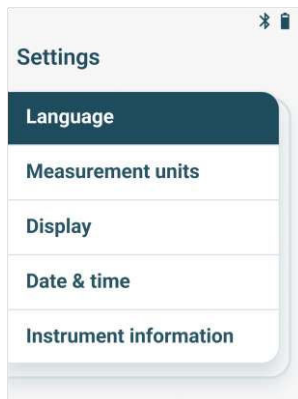 Settings
Language
Measurement units
Display
Date & time
Instrument information